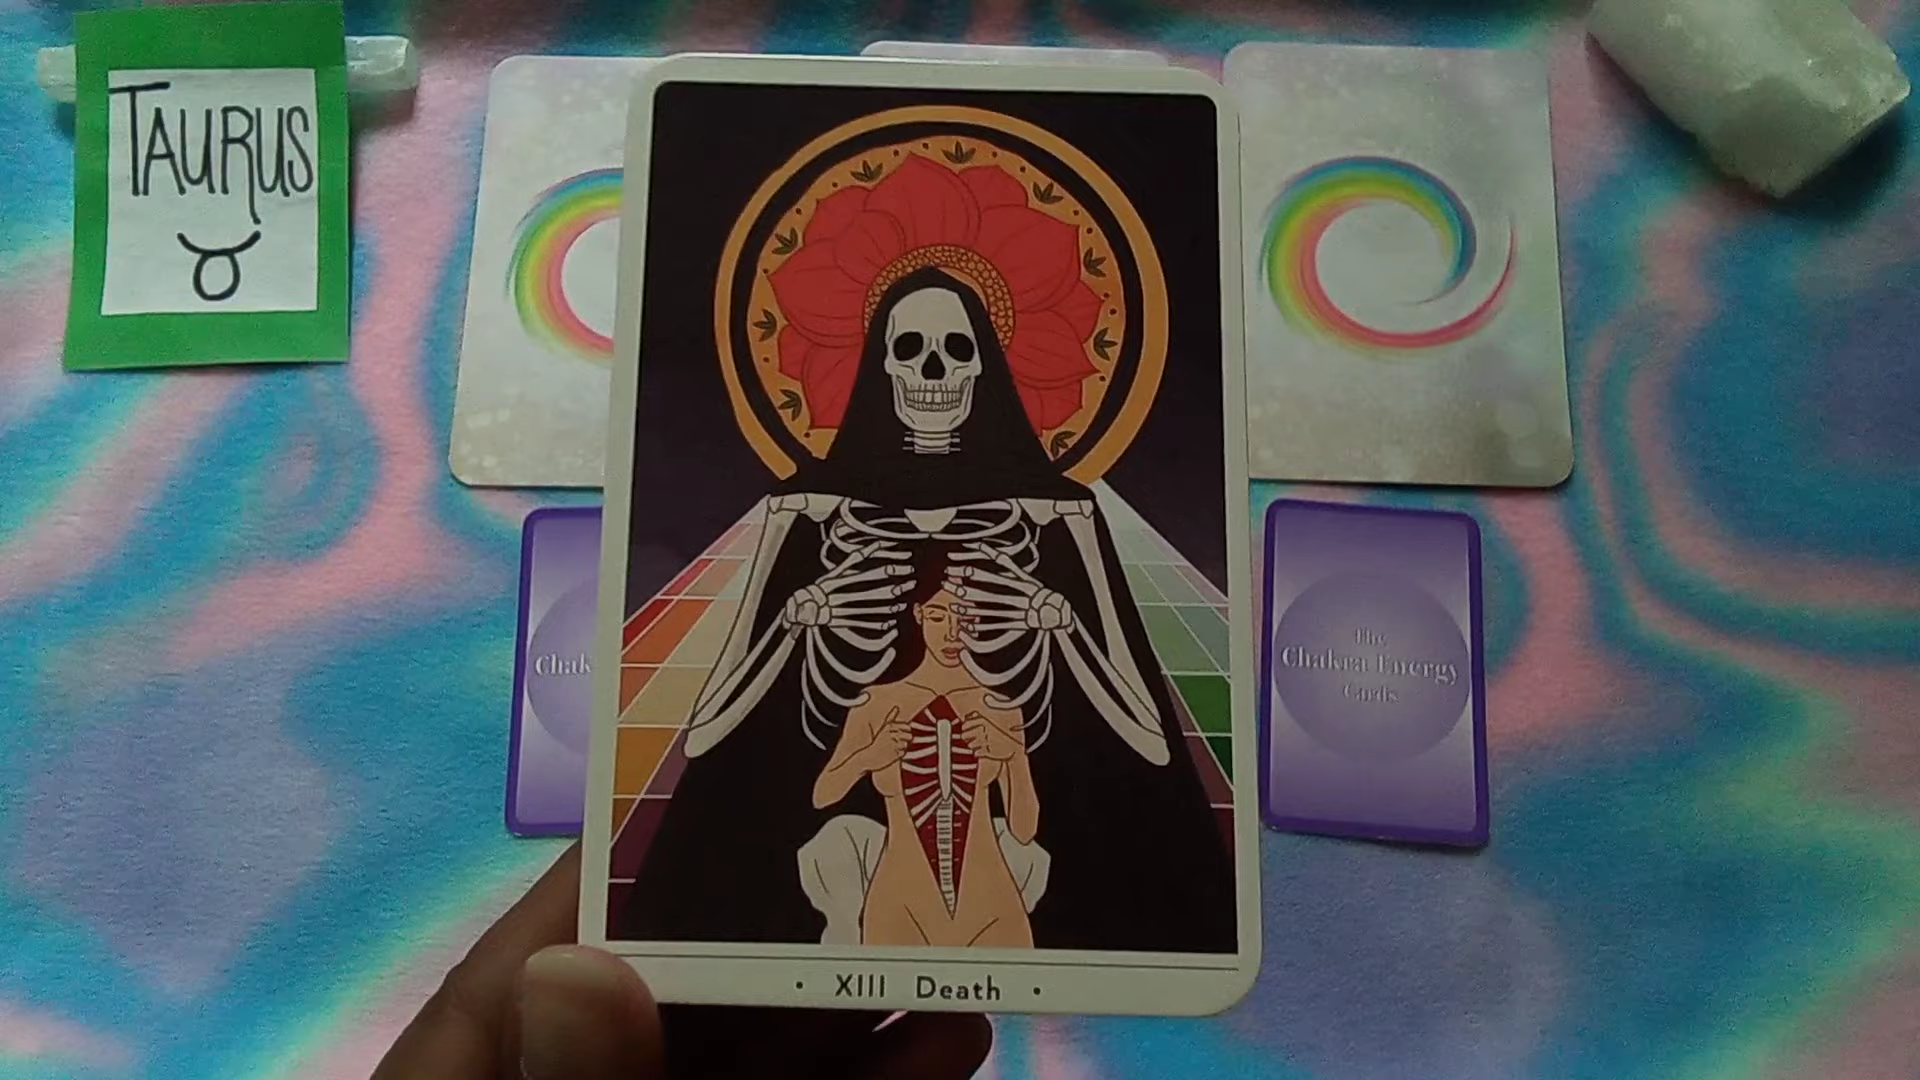 TAURUS
Chak
The
Chakra Energy
Cards
· XIII Death ·